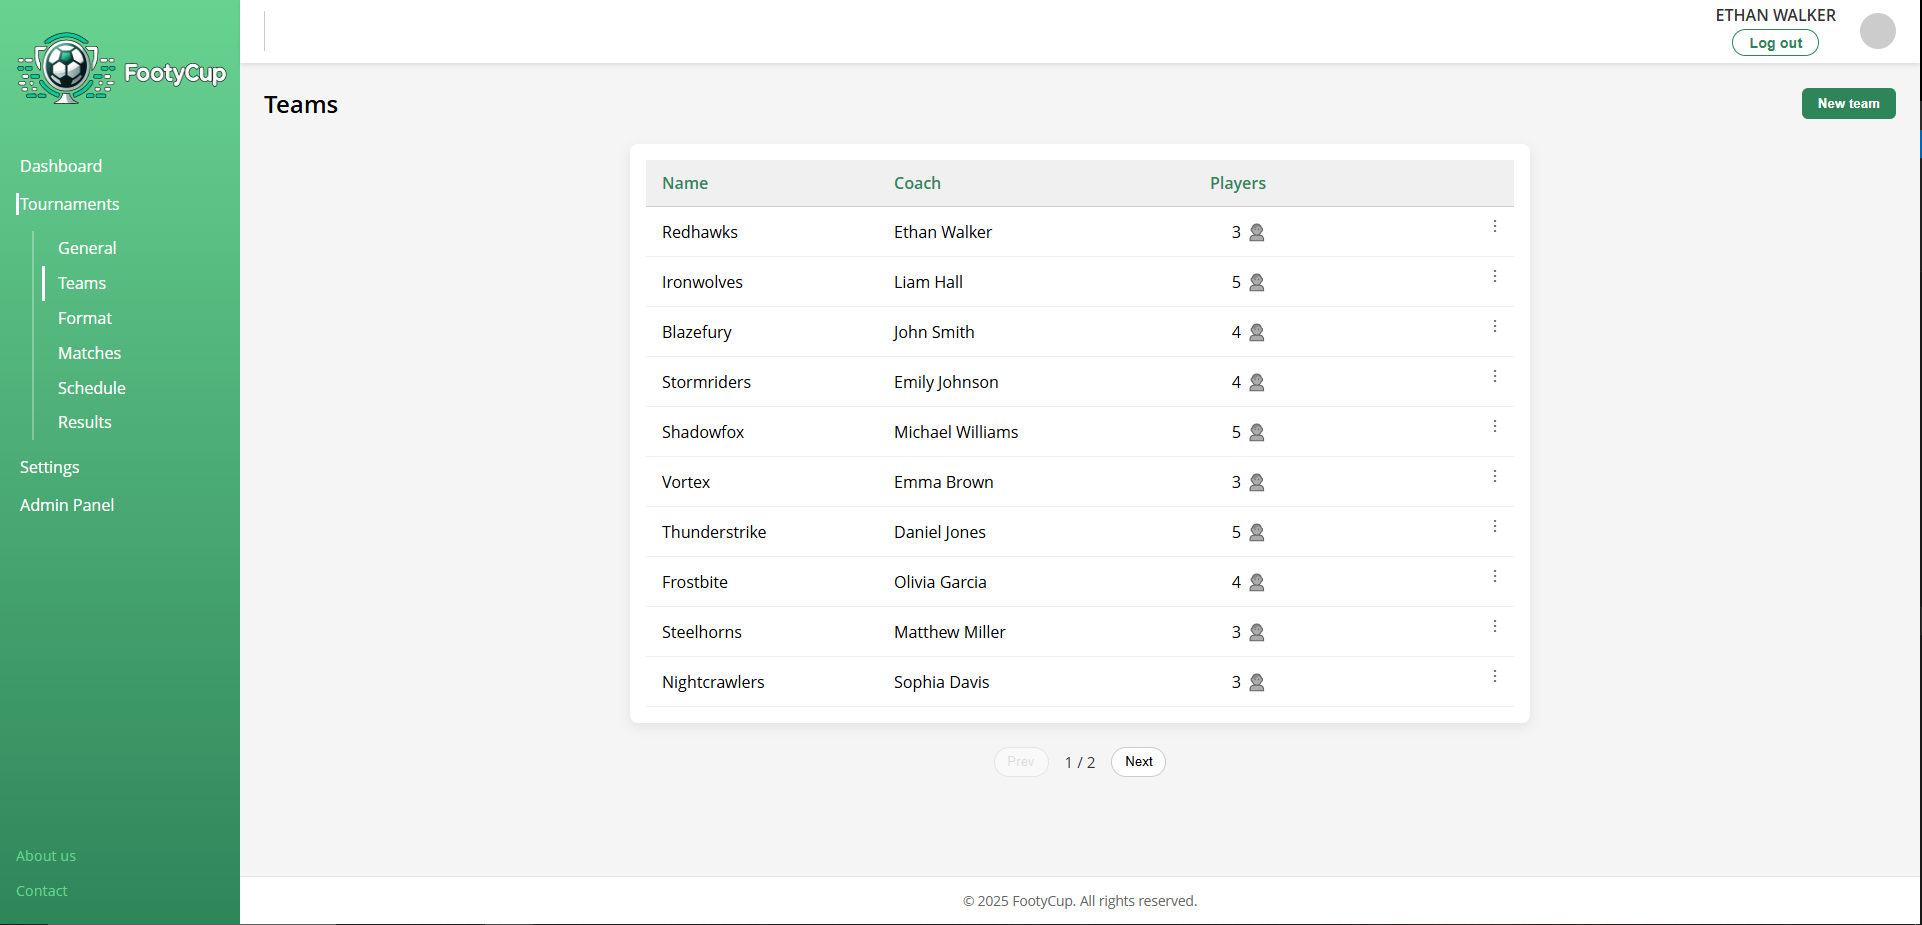 FootyCup
Dashboard
Tournaments
General
Teams
Format
Matches
Schedule
Results
Settings
Admin Panel
About us
Contact
ETHAN WALKER
Log out
Teams
New team
Name Coach Players
Redhawks Ethan Walker 3
Ironwolves Liam Hall 5
Blazefury John Smith 4
Stormriders Emily Johnson 4
Shadowfox Michael Williams 5
Vortex Emma Brown 3
Thunderstrike Daniel Jones 5
Frostbite Olivia Garcia 4
Steelhorns Matthew Miller 3
Nightcrawlers Sophia Davis 3
Prev 1 / 2 Next
© 2025 FootyCup. All rights reserved.